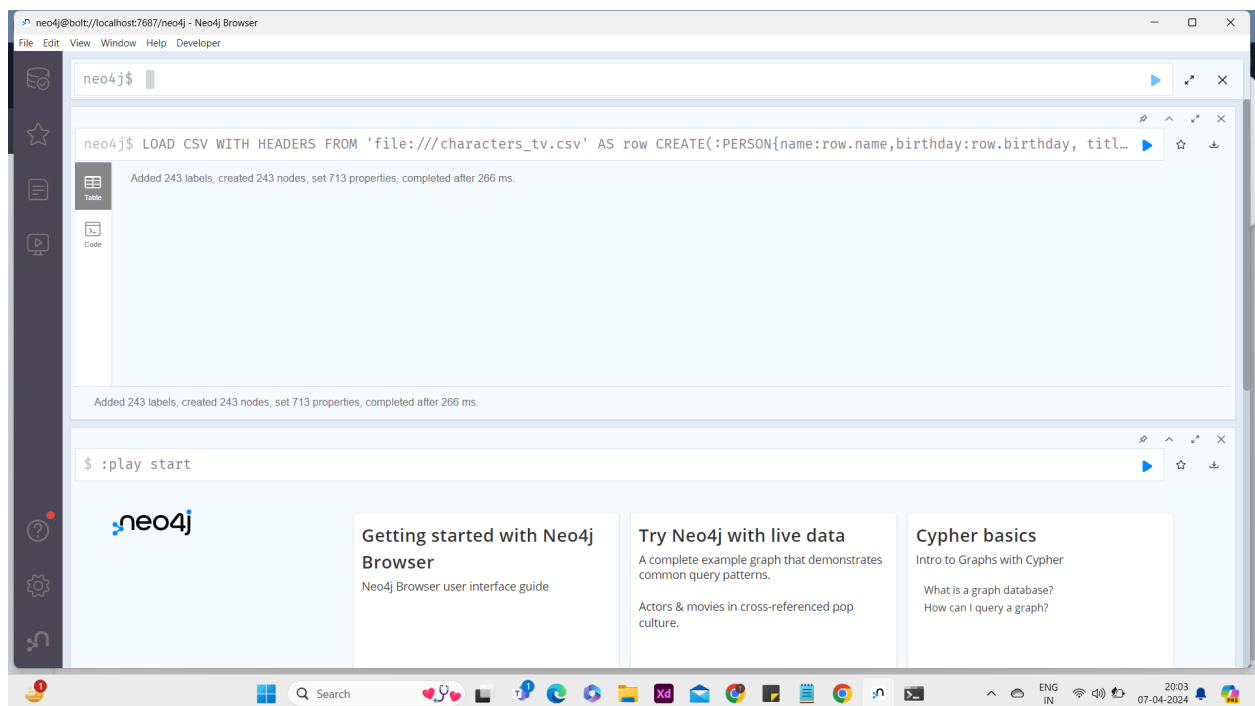 neo4j@bolt://localhost:7687/neo4j - Neo4j Browser
File Edit View Window Help Developer
neo4j$
neo4j$ LOAD CSV WITH HEADERS FROM 'file:///characters_tv.csv' AS row CREATE(:PERSON{name:row.name,birthday:row.birthday, titl…
Table
Added 243 labels, created 243 nodes, set 713 properties, completed after 266 ms.
Code
Added 243 labels, created 243 nodes, set 713 properties, completed after 266 ms.
$ :play start
neo4j
Getting started with Neo4j
Browser
Neo4j Browser user interface guide
Try Neo4j with live data
A complete example graph that demonstrates
common query patterns.
Actors & movies in cross-referenced pop
culture.
Cypher basics
Intro to Graphs with Cypher
What is a graph database?
How can I query a graph?
1
Search
1
Xd
ENG
IN
20:03
07-04-2024
PRE